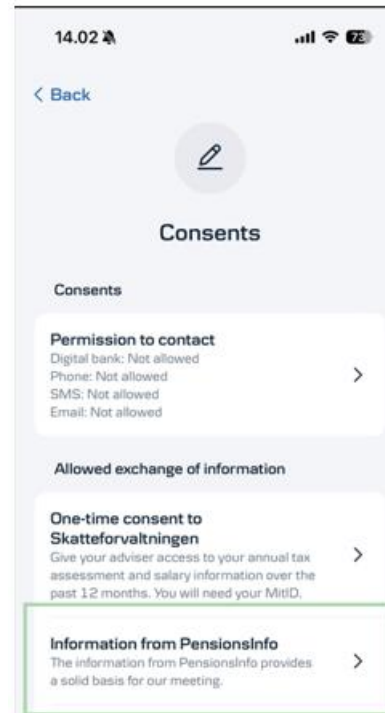 14.02
73
Back
Consents
Consents
Permission to contact
Digital bank: Not allowed
Phone: Not allowed
SMS: Not allowed
Email: Not allowed
Allowed exchange of information
One-time consent to
Skatteforvaltningen
Give your adviser access to your annual tax
assessment and salary information over the
past 12 months. You will need your MitID.
Information from PensionsInfo
The information from PensionsInfo provides
a solid basis for our meeting.